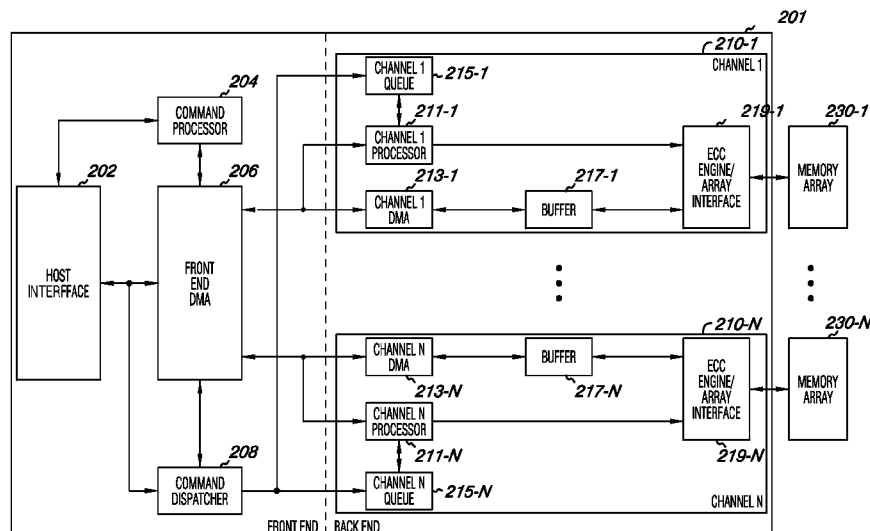 201
210-1
CHANNEL 1
CHANNEL 1
QUEUE
215-1
204
COMMAND
PROCESSOR
211-1
CHANNEL 1
PROCESSOR
219-1
ECC
ENGINE/
ARRAY
INTERFACE
230-1
MEMORY
ARRAY
202
HOST
INTERFFACE
206
FRONT
END
DMA
213-1
CHANNEL 1
DMA
217-1
BUFFER
210-N
230-N
CHANNEL N
DMA
213-N
BUFFER
217-N
ECC
ENGINE/
ARRAY
INTERFACE
219-N
MEMORY
ARRAY
CHANNEL N
PROCESSOR
211-N
208
COMMAND
DISPATCHER
CHANNEL N
QUEUE
215-N
CHANNEL N
FRONT END
BACK END